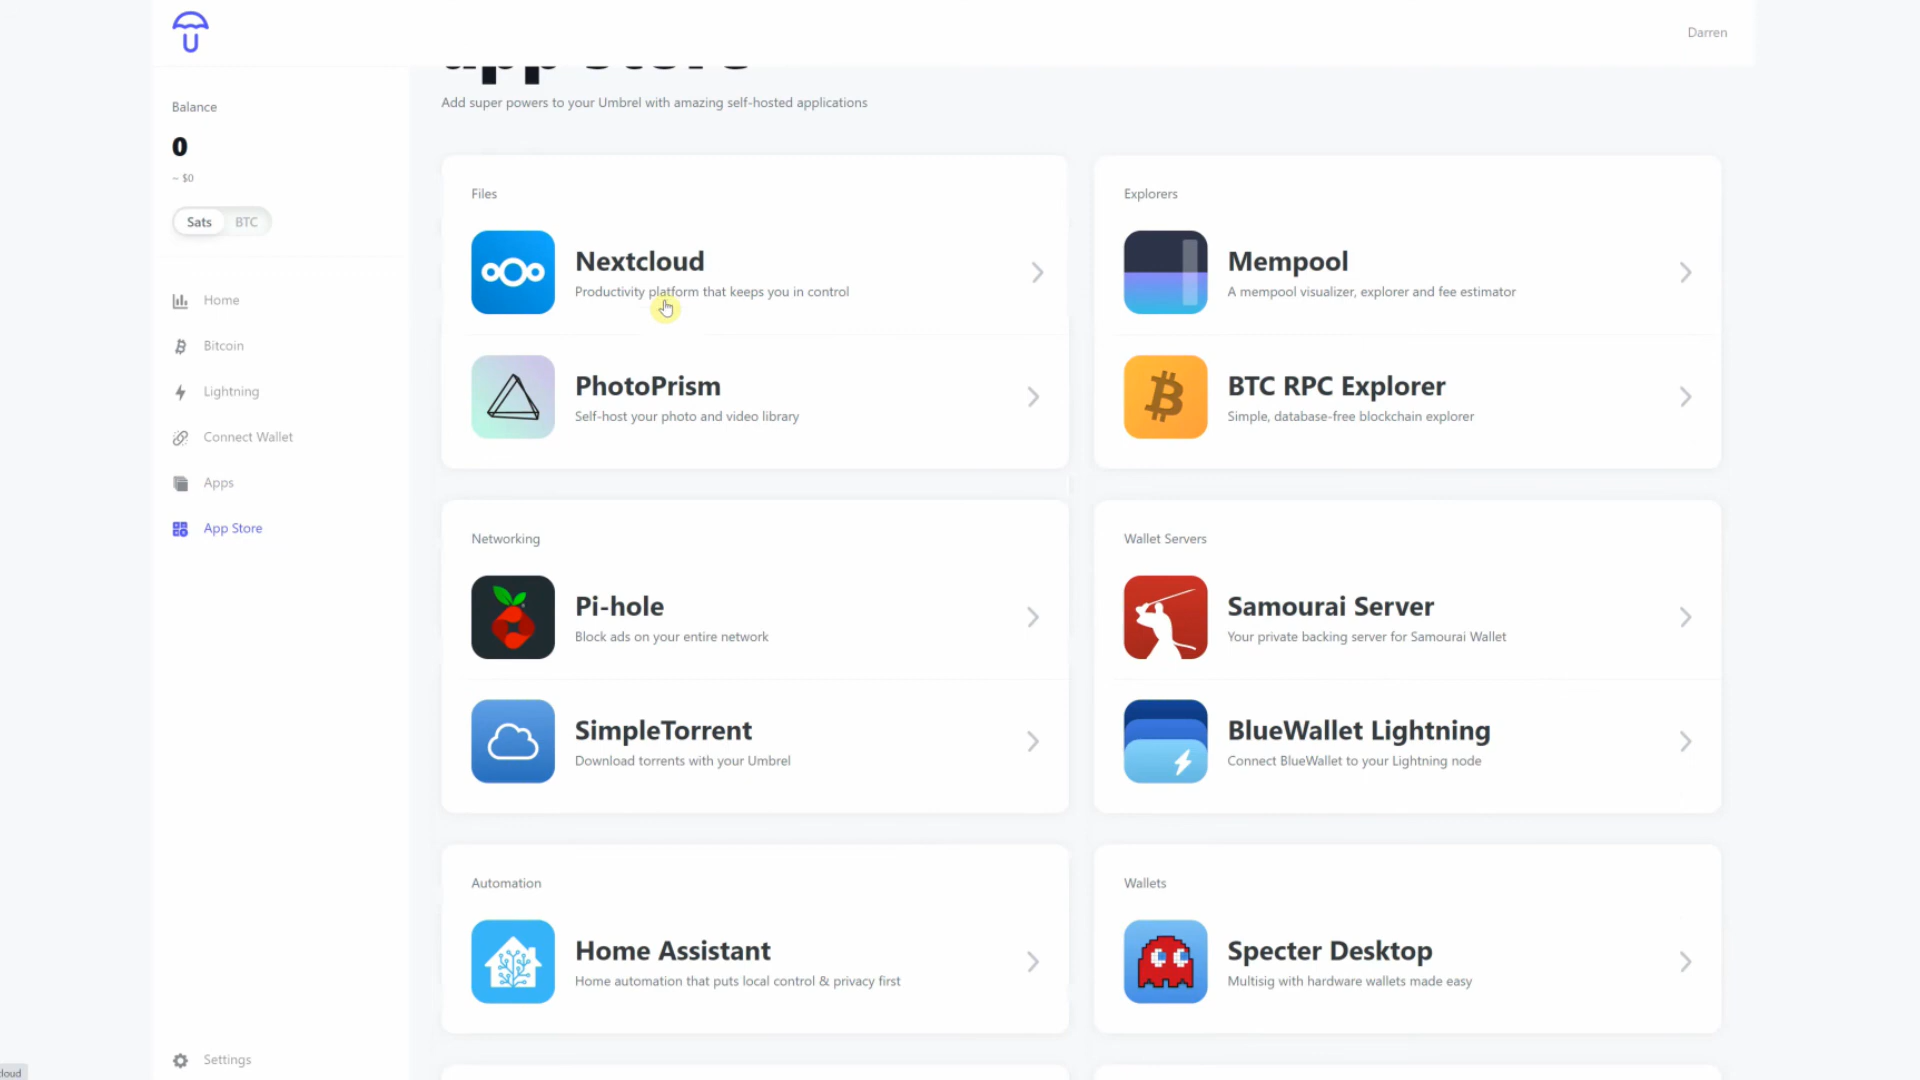 Darren
app store
Add super powers to your Umbrel with amazing self-hosted applications
Balance
0
~ $0
Sats
BTC
Home
Bitcoin
Lightning
Connect Wallet
Apps
App Store
Settings
Files
Nextcloud
Productivity platform that keeps you in control
PhotoPrism
Self-host your photo and video library
Explorers
Mempool
A mempool visualizer, explorer and fee estimator
BTC RPC Explorer
Simple, database-free blockchain explorer
Networking
Pi-hole
Block ads on your entire network
SimpleTorrent
Download torrents with your Umbrel
Wallet Servers
Samourai Server
Your private backing server for Samourai Wallet
BlueWallet Lightning
Connect BlueWallet to your Lightning node
Automation
Home Assistant
Home automation that puts local control & privacy first
Wallets
Specter Desktop
Multisig with hardware wallets made easy
cloud